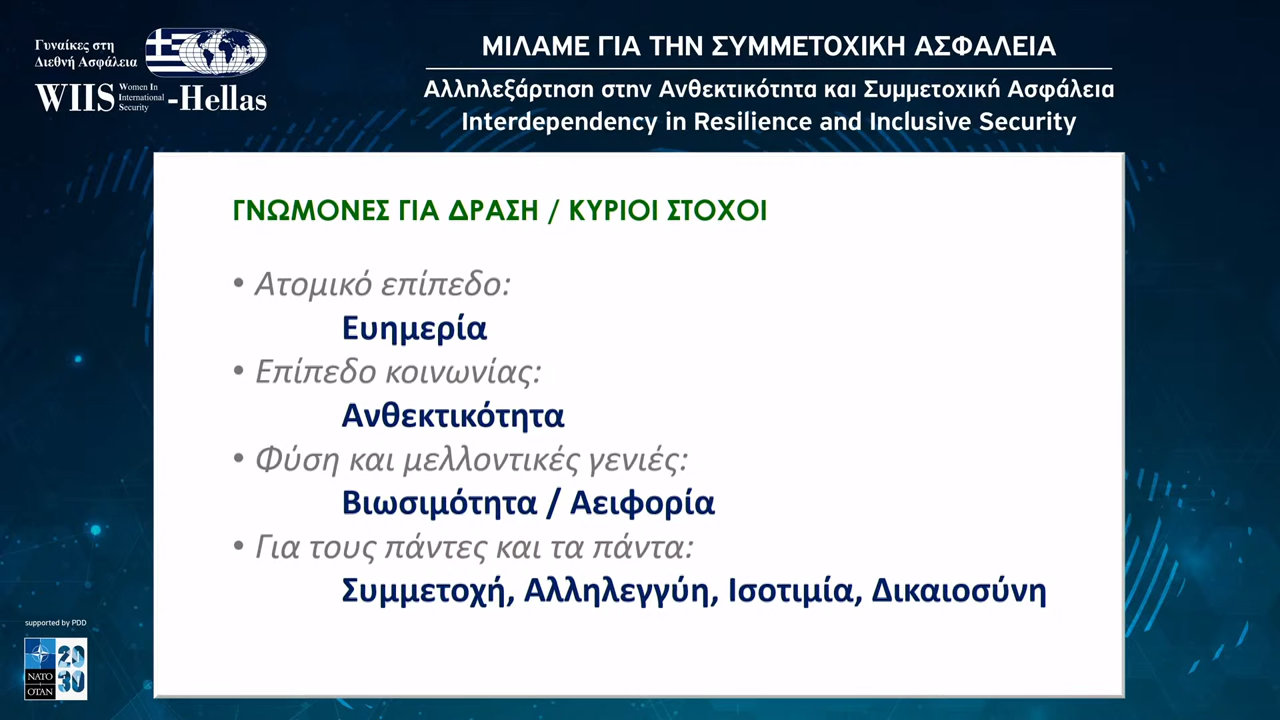 Γυναίκες στη
Διεθνή Ασφάλεια
WIIS Women In International Security -Hellas
ΜΙΛΑΜΕ ΓΙΑ ΤΗΝ ΣΥΜΜΕΤΟΧΙΚΗ ΑΣΦΑΛΕΙΑ
Αλληλεξάρτηση στην Ανθεκτικότητα και Συμμετοχική Ασφάλεια
Interdependency in Resilience and Inclusive Security
ΓΝΩΜΟΝΕΣ ΓΙΑ ΔΡΑΣΗ / ΚΥΡΙΟΙ ΣΤΟΧΟΙ
• Ατομικό επίπεδο:
Ευημερία
• Επίπεδο κοινωνίας:
Ανθεκτικότητα
• Φύση και μελλοντικές γενιές:
Βιωσιμότητα / Αειφορία
• Για τους πάντες και τα πάντα:
Συμμετοχή, Αλληλεγγύη, Ισοτιμία, Δικαιοσύνη
supported by PDD
NATO
OTAN
20
30